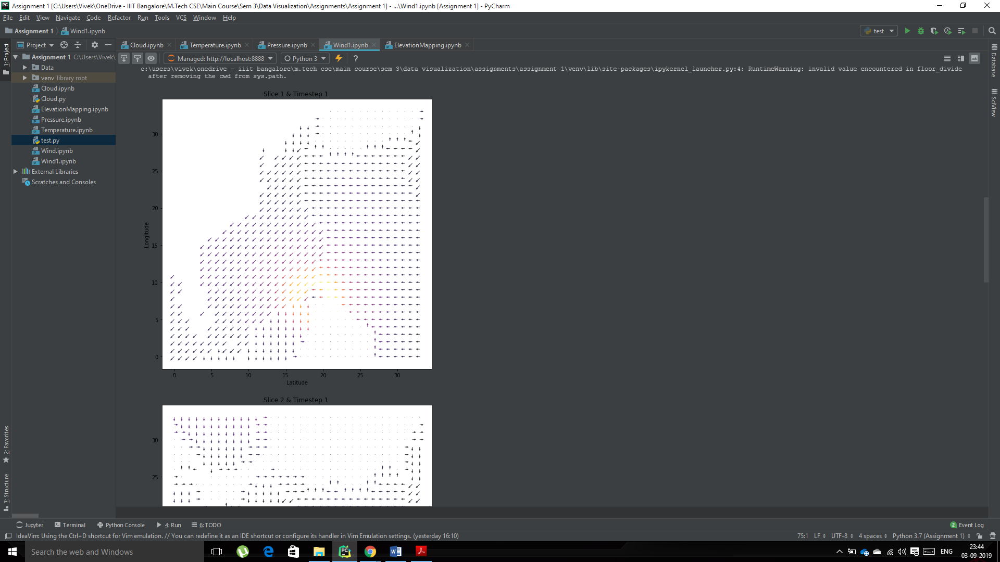 Assignment 1 [C:\Users\Vivek\OneDrive - IIIT Bangalore\M.Tech CSE\Main Course\Sem 3\Data Visualization\Assignments\Assignment 1] - ...\Wind1.ipynb [Assignment 1] - PyCharm
File Edit View Navigate Code Refactor Run Tools VCS Window Help
Assignment 1 Wind1.ipynb test
Project Cloud.ipynb Temperature.ipynb Pressure.ipynb Wind1.ipynb ElevationMapping.ipynb
Managed: http://localhost:8888 Python 3 ?
1: Project
Assignment 1 C:\Users\Vivek\
Data
venv library root
Cloud.ipynb
Cloud.py
ElevationMapping.ipynb
Pressure.ipynb
Temperature.ipynb
test.py
Wind.ipynb
Wind1.ipynb
External Libraries
Scratches and Consoles
2: Favorites
7: Structure
c:\users\vivek\onedrive - iiit bangalore\m.tech cse\main course\sem 3\data visualization\assignments\assignment 1\venv\lib\site-packages\ipykernel_launcher.py:4: RuntimeWarning: invalid value encountered in floor_divide
after removing the cwd from sys.path.
Slice 1 & Timestep 1
30
25
20
15
10
5
0
Longitude
0 5 10 15 20 25 30
Latitude
Slice 2 & Timestep 1
30
25
Database
SciView
Jupyter Terminal Python Console 4: Run 6: TODO 2 Event Log
IdeaVim: Using the Ctrl+D shortcut for Vim emulation. // You can redefine it as an IDE shortcut or configure its handler in Vim Emulation settings. (yesterday 16:10) 75:1 LF UTF-8 4 spaces Python 3.7 (Assignment 1)
Search the web and Windows
ENG
23:44
03-09-2019